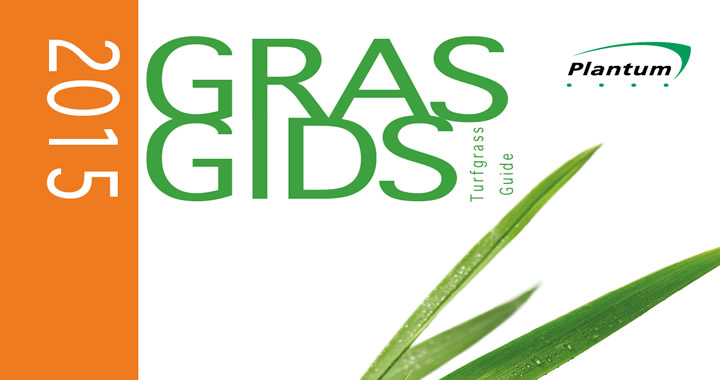 2015
GRAS
GIDS
Turfgrass
Guide
Plantum